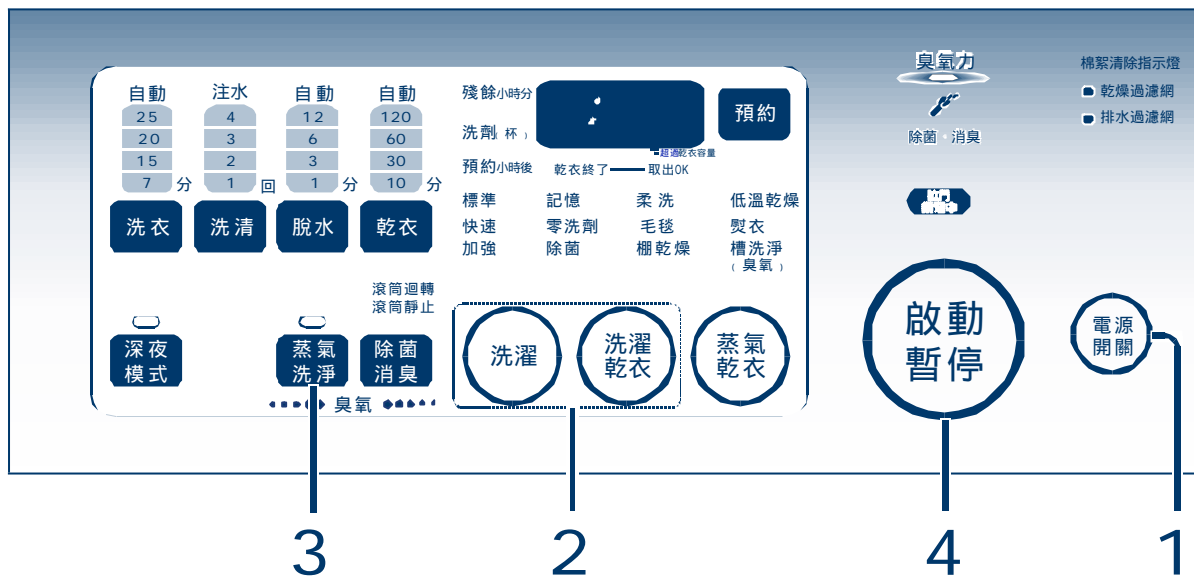 自動 注水 自動 自動
25 4 12 120
20 3 6 60
15 2 3 30
7 分 1 回 1 分 10 分
洗衣 洗清 脫水 乾衣
滾筒迴轉
滾筒靜止
深夜
模式
蒸氣
洗淨
除菌
消臭
臭氧
殘餘小時分
洗劑(杯)
預約小時後
預約
超過乾衣容量
乾衣終了 取出OK
標準 記憶 柔洗 低溫乾燥
快速 零洗劑 毛毯 熨衣
加強 除菌 棚乾燥 槽洗淨
(臭氧)
洗濯
洗濯
乾衣
蒸氣
乾衣
臭氧力
除菌·消臭
棉絮清除指示燈
乾燥過濾網
排水過濾網
啟動
暫停
電源
開關
3 2 4 1